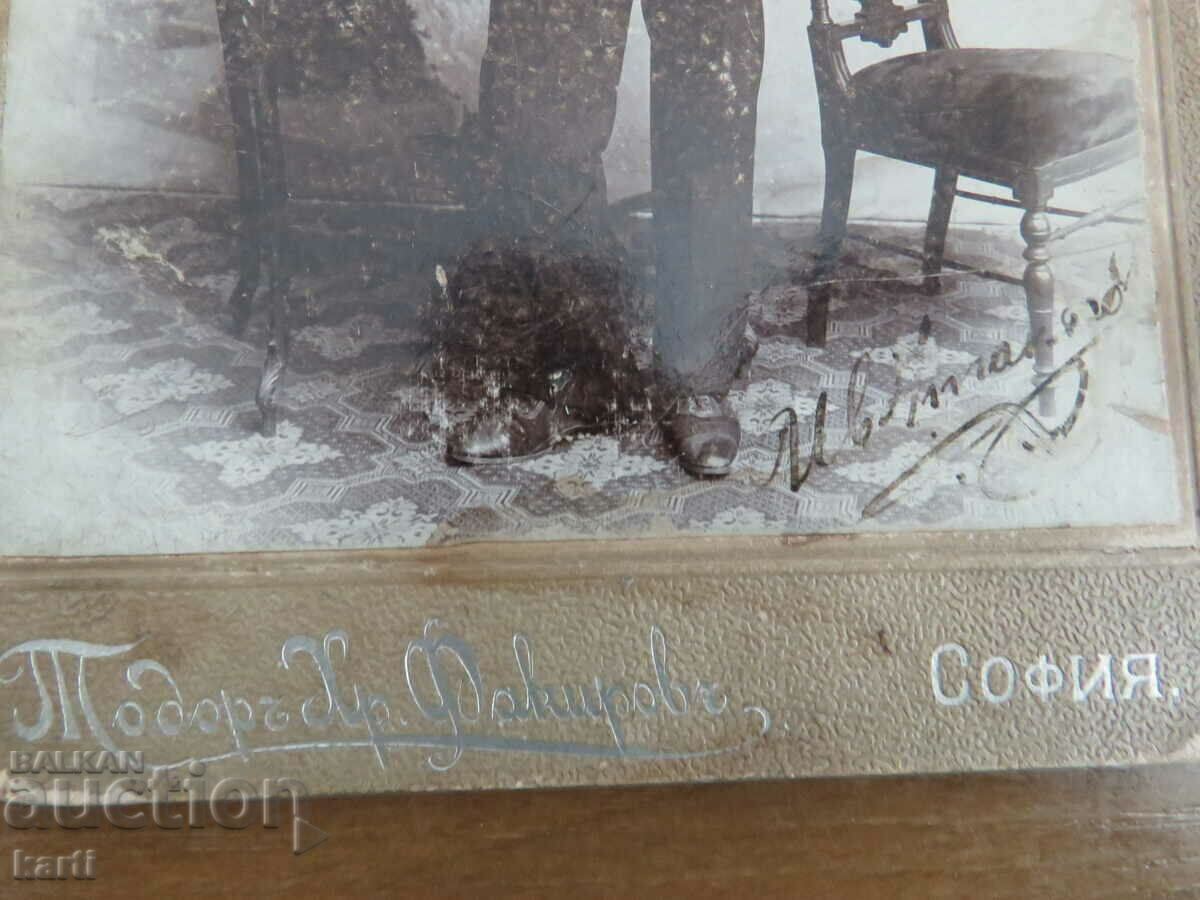 Тодоръ Хр. Факировъ
СОФИЯ,
BALKAN
auction
karti